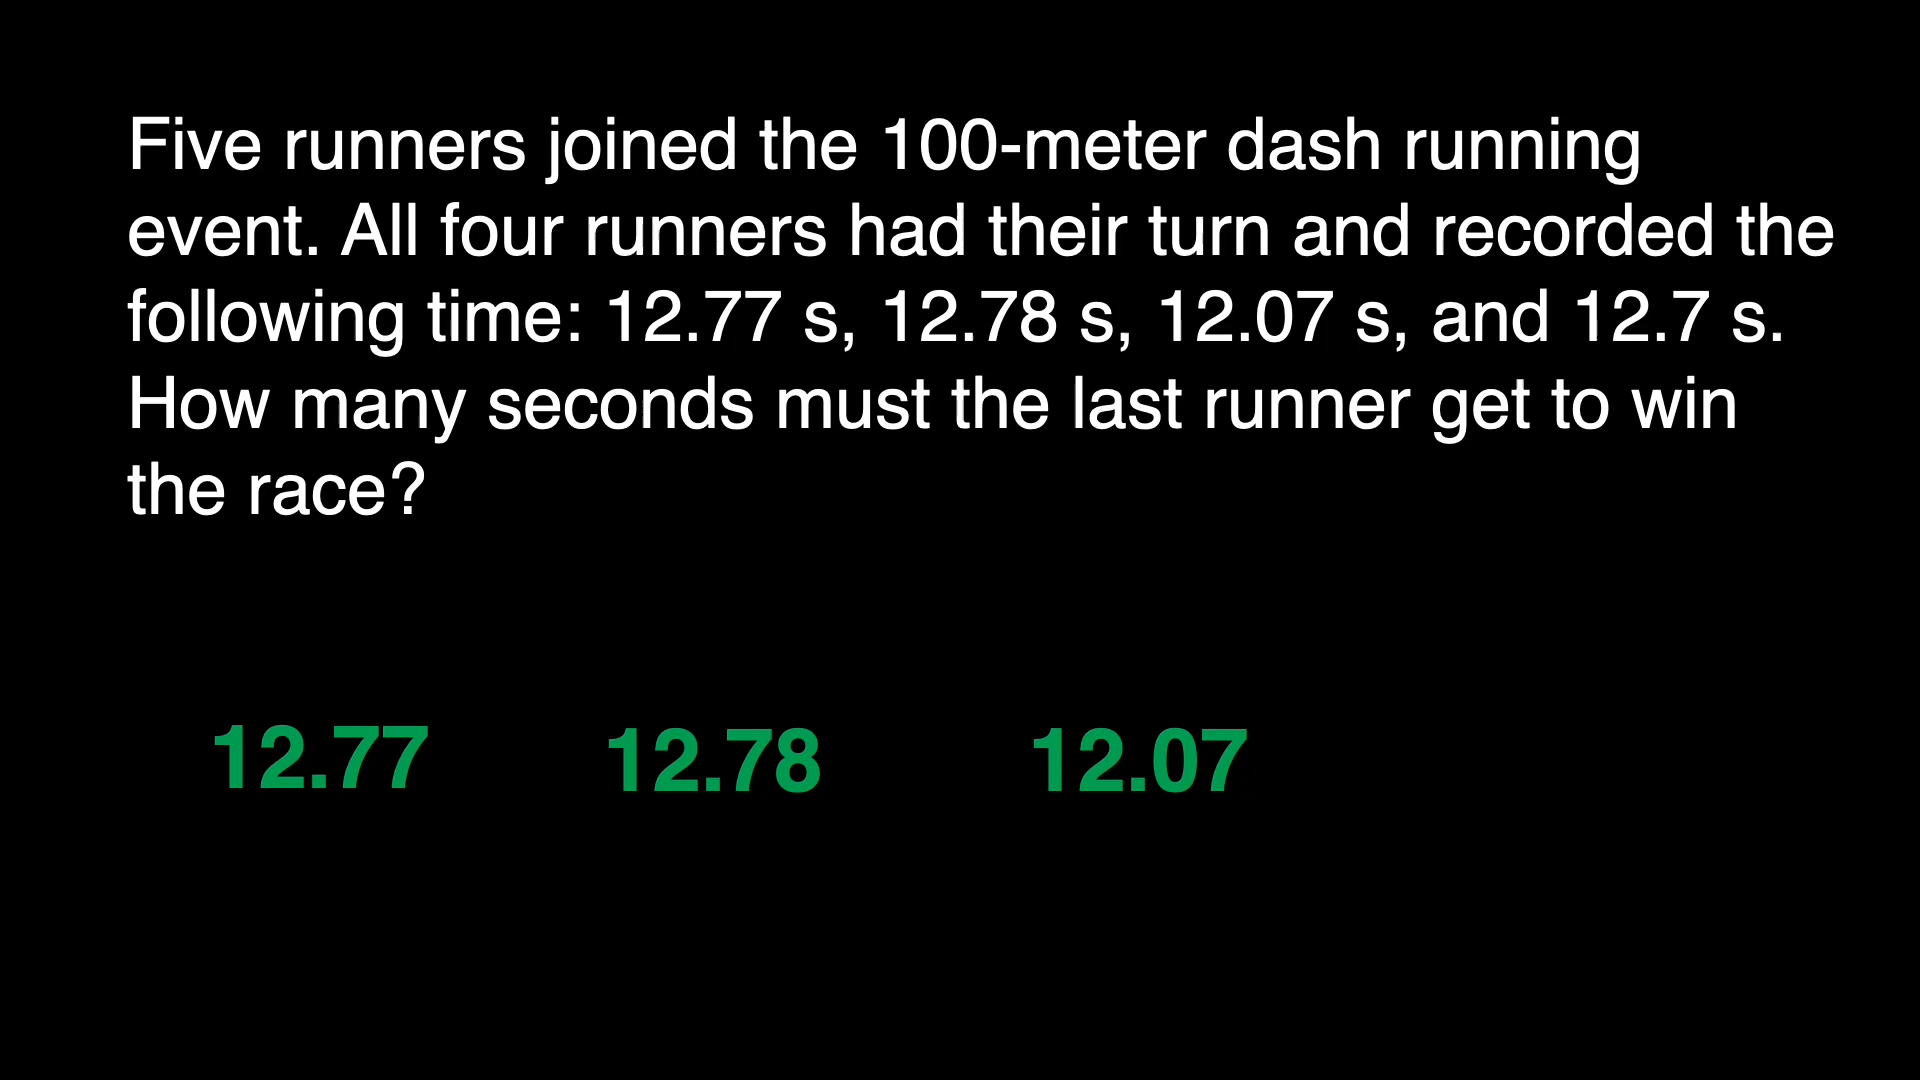 Five runners joined the 100-meter dash running
event. All four runners had their turn and recorded the
following time: 12.77 s, 12.78 s, 12.07 s, and 12.7 s.
How many seconds must the last runner get to win
the race?
12.77 12.78 12.07